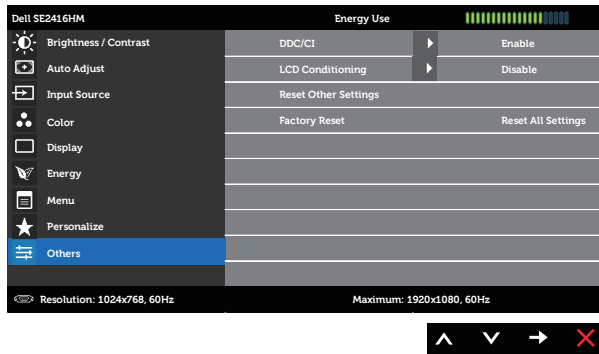 Dell SE2416HM Energy Use
Brightness / Contrast DDC/CI Enable
Auto Adjust LCD Conditioning Disable
Input Source Reset Other Settings
Color Factory Reset Reset All Settings
Display
Energy
Menu
Personalize
Others
Resolution: 1024x768, 60Hz Maximum: 1920x1080, 60Hz